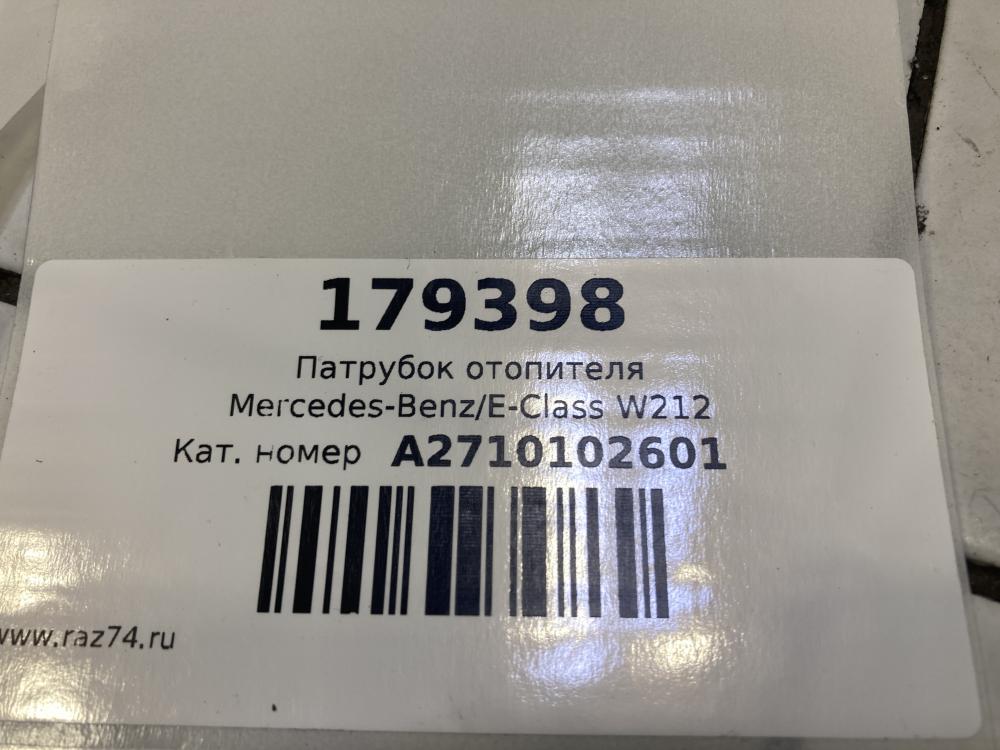 179398
Патрубок отопителя
Mercedes-Benz/E-Class W212
Кат. номер A2710102601
www.raz74.ru